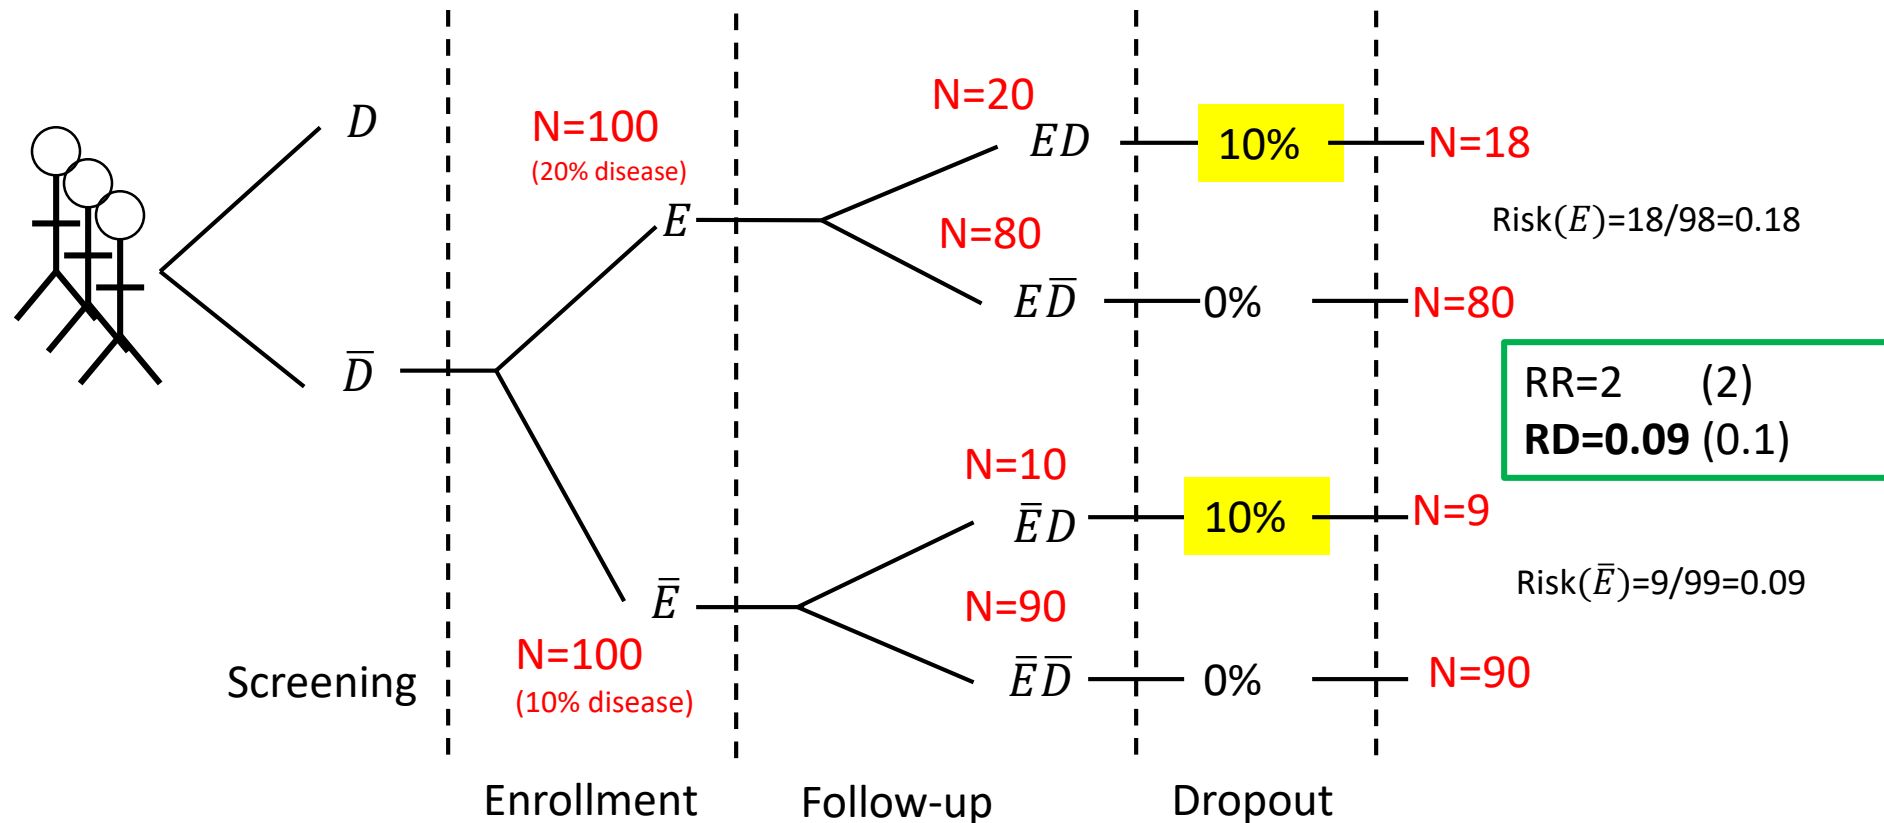 D
D̅
Screening
N=100
(20% disease)
E
E̅
N=100
(10% disease)
Enrollment
N=20
ED
N=80
ED̅
N=10
E̅D
N=90
E̅D̅
Follow-up
10%
0%
10%
0%
Dropout
N=18
Risk(E)=18/98=0.18
N=80
RR=2 (2)
RD=0.09 (0.1)
N=9
Risk(E̅)=9/99=0.09
N=90